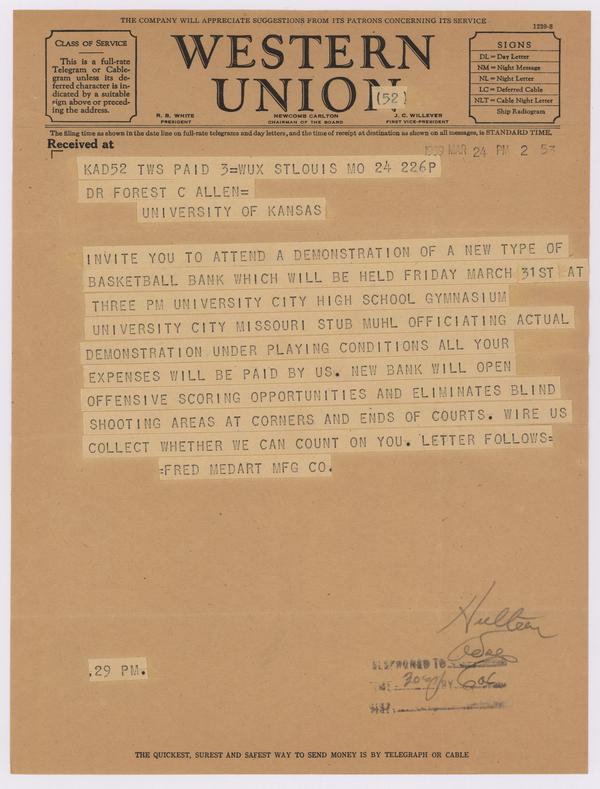 THE COMPANY WILL APPRECIATE SUGGESTIONS FROM ITS PATRONS CONCERNING ITS SERVICE
1239-B
CLASS OF SERVICE
This is a full-rate
Telegram or Cable-
gram unless its de-
ferred character is in-
dicated by a suitable
sign above or preced-
ing the address.
WESTERN
UNION
(52)
R. B. WHITE
PRESIDENT
NEWCOMB CARLTON
CHAIRMAN OF THE BOARD
J. C. WILLEVER
FIRST VICE-PRESIDENT
SIGNS
DL = Day Letter
NM = Night Message
NL = Night Letter
LC = Deferred Cable
NLT = Cable Night Letter
Ship Radiogram
The filing time as shown in the date line on full-rate telegrams and day letters, and the time of receipt at destination as shown on all messages, is STANDARD TIME.
Received at
1939 MAR 24 PM 2 53
KAD52 TWS PAID 3=WUX STLOUIS MO 24 226P
DR FOREST C ALLEN=
UNIVERSITY OF KANSAS
INVITE YOU TO ATTEND A DEMONSTRATION OF A NEW TYPE OF
BASKETBALL BANK WHICH WILL BE HELD FRIDAY MARCH 31ST AT
THREE PM UNIVERSITY CITY HIGH SCHOOL GYMNASIUM
UNIVERSITY CITY MISSOURI STUB MUHL OFFICIATING ACTUAL
DEMONSTRATION UNDER PLAYING CONDITIONS ALL YOUR
EXPENSES WILL BE PAID BY US. NEW BANK WILL OPEN
OFFENSIVE SCORING OPPORTUNITIES AND ELIMINATES BLIND
SHOOTING AREAS AT CORNERS AND ENDS OF COURTS. WIRE US
COLLECT WHETHER WE CAN COUNT ON YOU. LETTER FOLLOWS=
=FRED MEDART MFG CO.
,29 PM.
TO
BY
THE QUICKEST, SUREST AND SAFEST WAY TO SEND MONEY IS BY TELEGRAPH OR CABLE